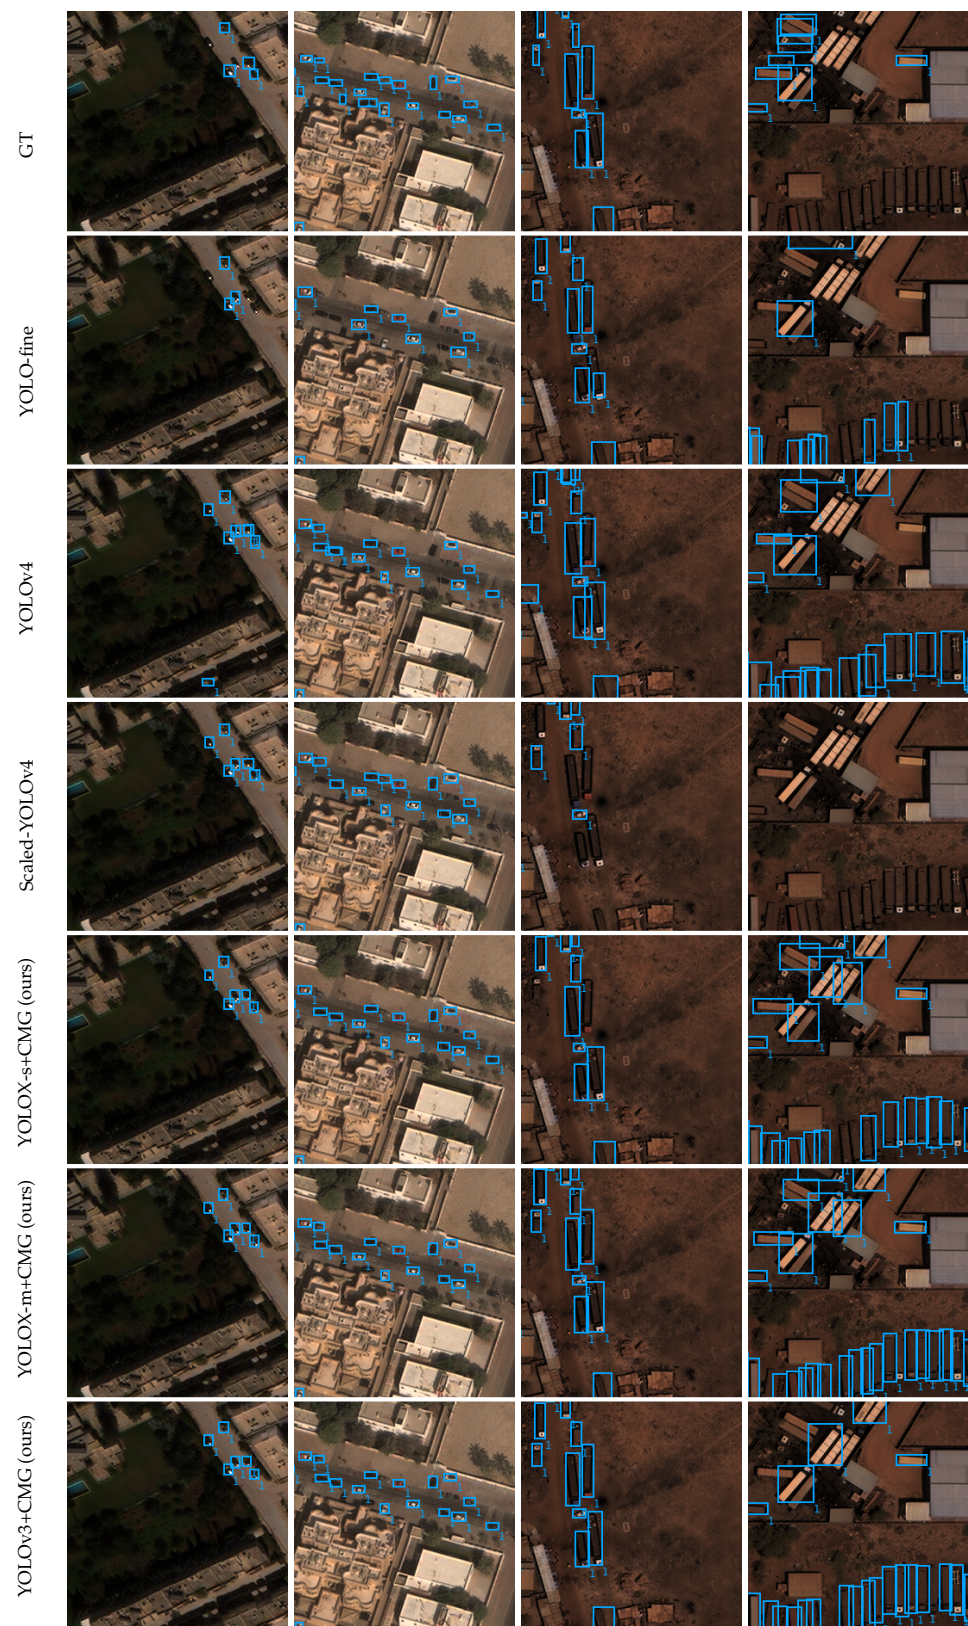 GT
YOLO-fine
YOLOv4
Scaled-YOLOv4
YOLOX-s+CMG (ours)
YOLOX-m+CMG (ours)
YOLOv3+CMG (ours)